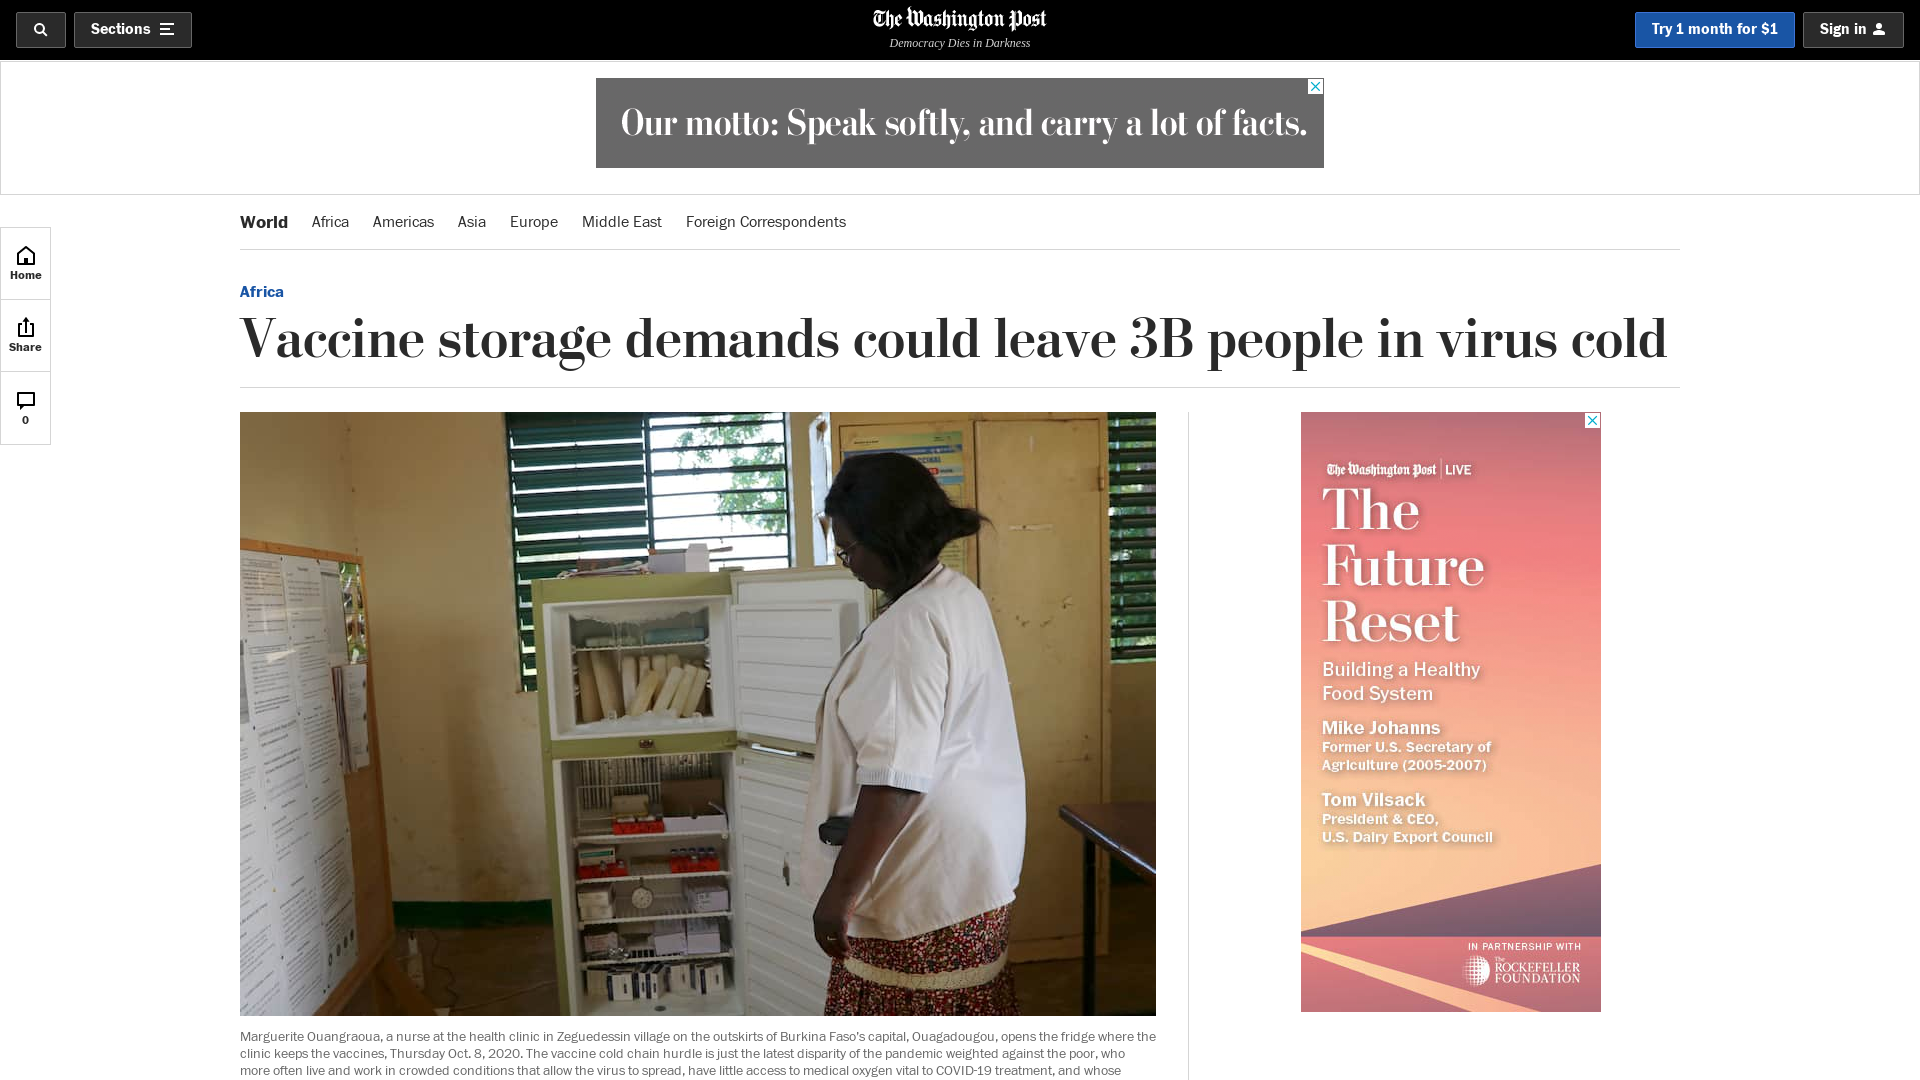 Sections
The Washington Post
Democracy Dies in Darkness
Try 1 month for $1
Sign in
Our motto: Speak softly, and carry a lot of facts.
World Africa Americas Asia Europe Middle East Foreign Correspondents
Home
Share
0
Africa
Vaccine storage demands could leave 3B people in virus cold
Marguerite Ouangraoua, a nurse at the health clinic in Zeguedessin village on the outskirts of Burkina Faso's capital, Ouagadougou, opens the fridge where the
clinic keeps the vaccines, Thursday Oct. 8, 2020. The vaccine cold chain hurdle is just the latest disparity of the pandemic weighted against the poor, who
more often live and work in crowded conditions that allow the virus to spread, have little access to medical oxygen vital to COVID-19 treatment, and whose
The Washington Post LIVE
The
Future
Reset
Building a Healthy
Food System
Mike Johanns
Former U.S. Secretary of
Agriculture (2005-2007)
Tom Vilsack
President & CEO,
U.S. Dairy Export Council
IN PARTNERSHIP WITH
The
ROCKEFELLER
FOUNDATION